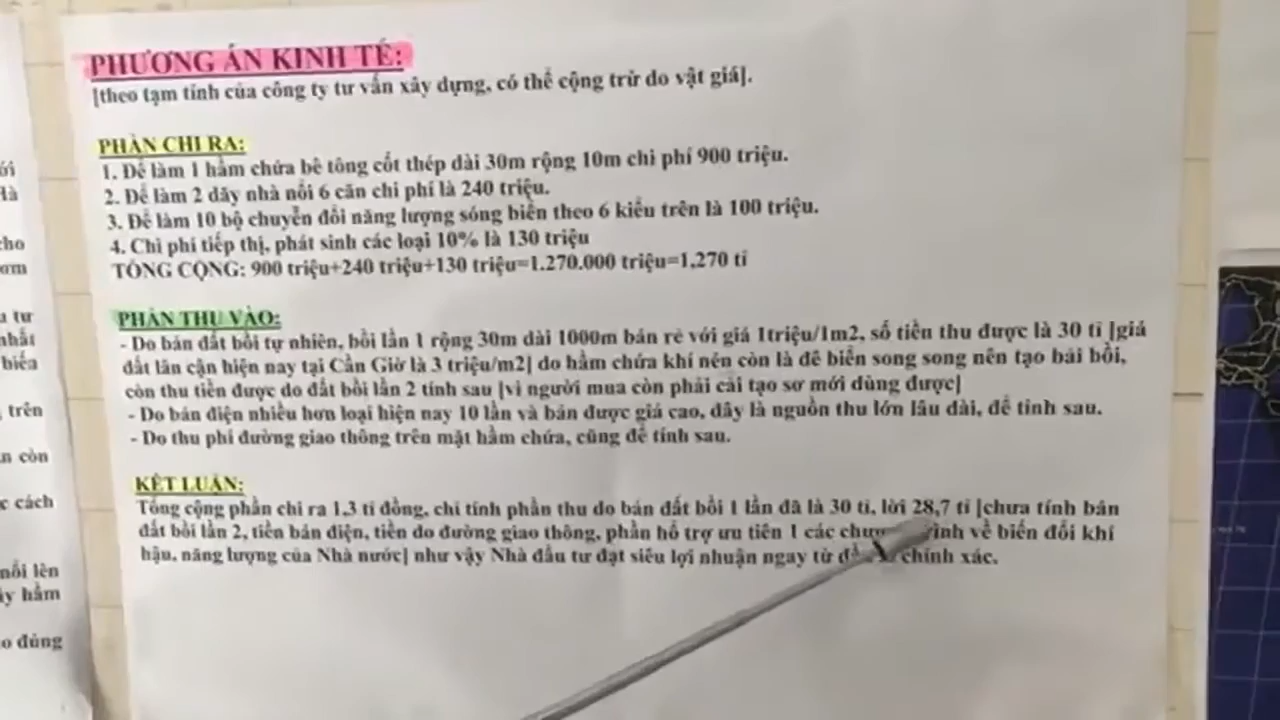 PHƯƠNG ÁN KINH TẾ:
[theo tạm tính của công ty tư vấn xây dựng, có thể cộng trừ do vật giá].
PHẦN CHI RA:
1. Để làm 1 hầm chứa bê tông cốt thép dài 30m rộng 10m chi phí 900 triệu.
2. Để làm 2 dãy nhà nổi 6 căn chi phí là 240 triệu.
3. Để làm 10 bộ chuyển đổi năng lượng sóng biển theo 6 kiểu trên là 100 triệu.
4. Chi phí tiếp thị, phát sinh các loại 10% là 130 triệu
TỔNG CỘNG: 900 triệu+240 triệu+130 triệu=1.270.000 triệu=1,270 tỉ
PHẦN THU VÀO:
- Do bán đất bồi tự nhiên, bồi lần 1 rộng 30m dài 1000m bán rẻ với giá 1triệu/1m2, số tiền thu được là 30 tỉ [giá
đất lân cận hiện nay tại Cần Giờ là 3 triệu/m2] do hầm chứa khí nén còn là đê biển song song nên tạo bãi bồi,
còn thu tiền được do đất bồi lần 2 tính sau [vì người mua còn phải cải tạo sơ mới dùng được]
- Do bán điện nhiều hơn loại hiện nay 10 lần và bán được giá cao, đây là nguồn thu lớn lâu dài, để tính sau.
- Do thu phí đường giao thông trên mặt hầm chứa, cũng để tính sau.
KẾT LUẬN:
Tổng cộng phần chi ra 1,3 tỉ đồng, chỉ tính phần thu do bán đất bồi 1 lần đã là 30 tỉ, lời 28,7 tỉ [chưa tính bán
đất bồi lần 2, tiền bán điện, tiền do đường giao thông, phần hỗ trợ ưu tiên 1 các về biến đổi khí
hậu, năng lượng của Nhà nước] như vậy Nhà đầu tư đạt siêu lợi nhuận ngay từ chính xác.
cho
a tư
nhất
trên
n còn
c cách
nổi lên
ầy hầm
o đúng